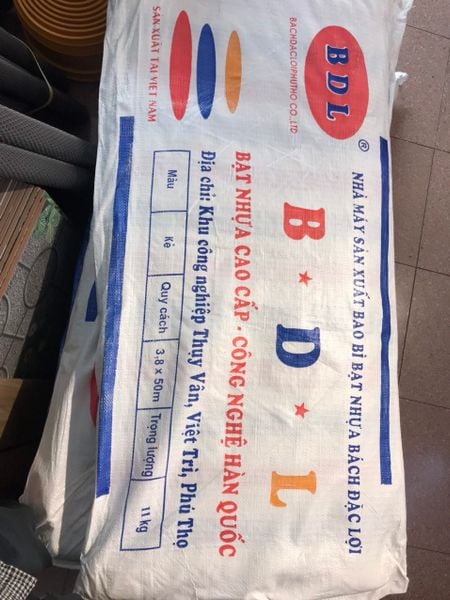 BDL
®
BACHDACLOIPHUTHO CO.,LTD
SẢN XUẤT TẠI VIỆT NAM
NHÀ MÁY SẢN XUẤT BAO BÌ BẠT NHỰA BÁCH ĐẮC LỢI
B ★ D ★ L
BẠT NHỰA CAO CẤP - CÔNG NGHỆ HÀN QUỐC
Địa chỉ: Khu công nghiệp Thụy Vân, Việt Trì, Phú Thọ
Màu Kẻ Quy cách 3.8 x 50m Trọng lượng 11 kg